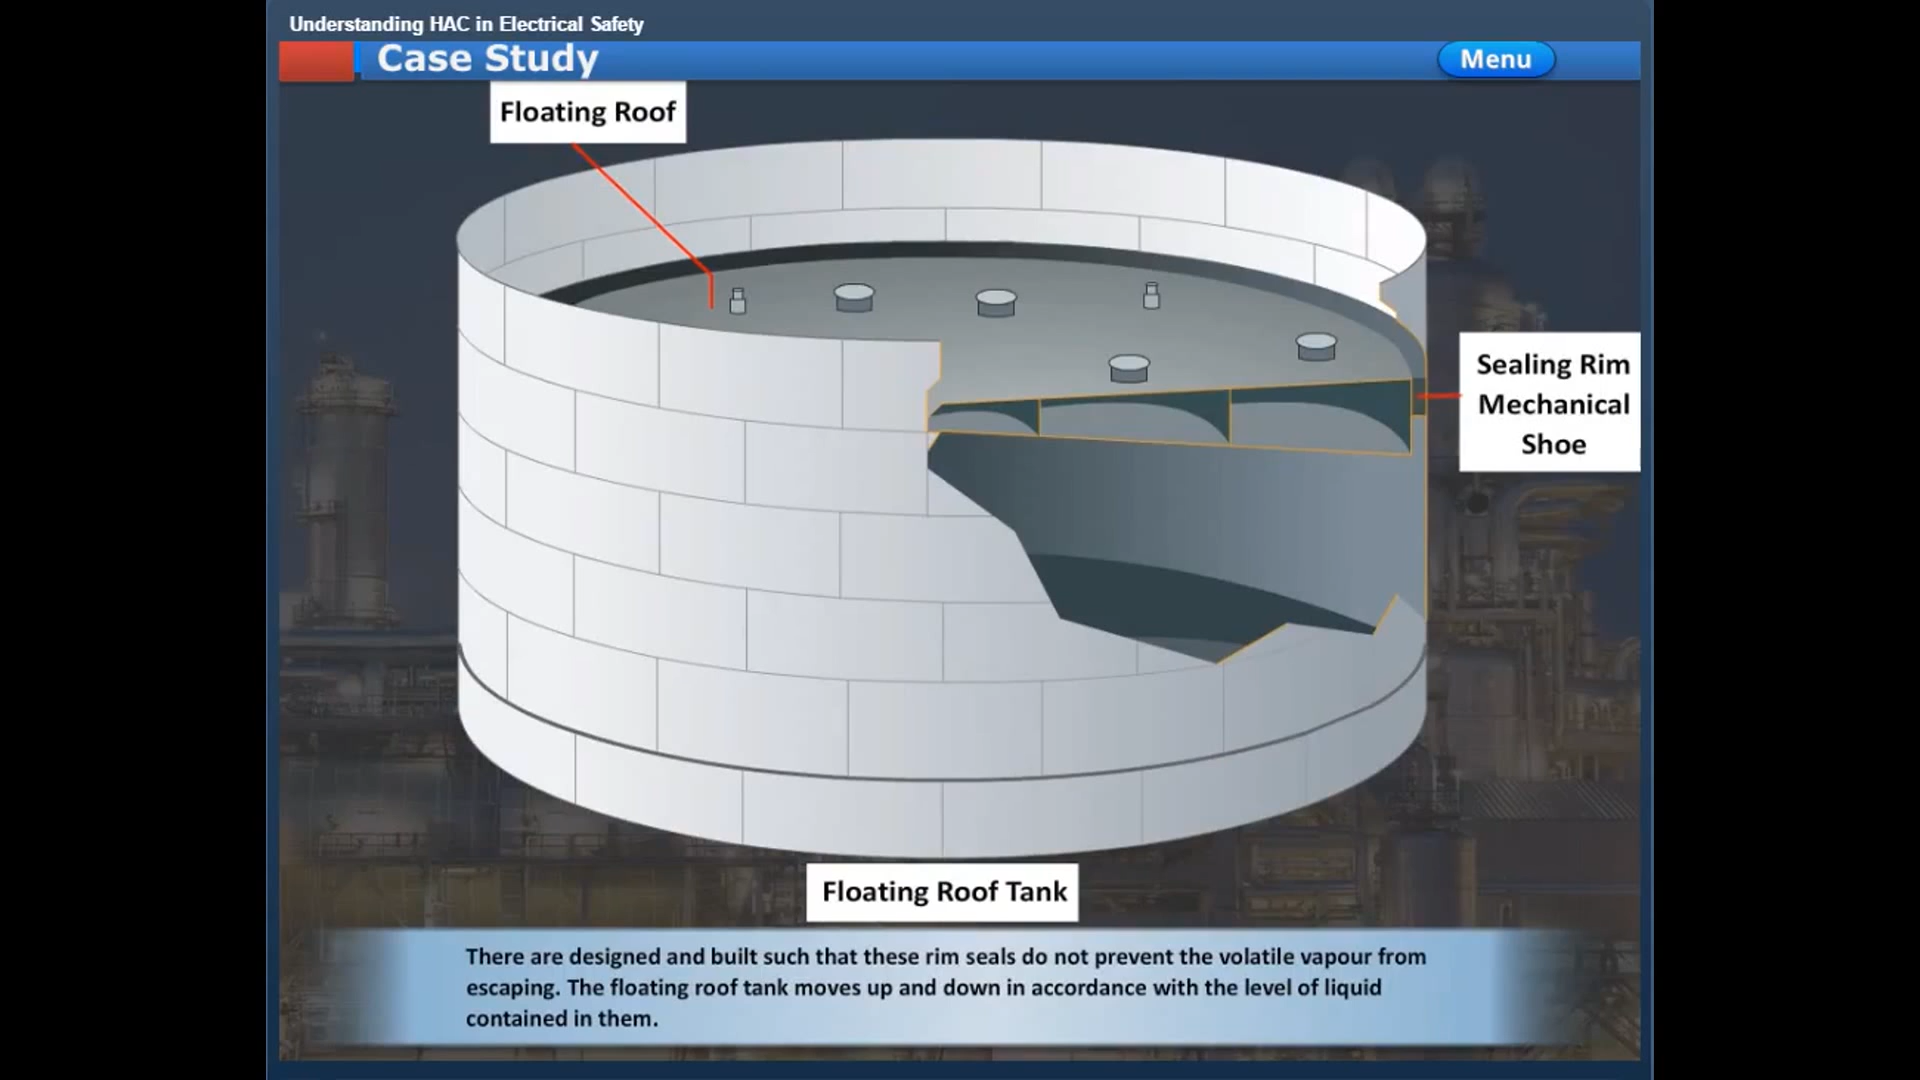 Understanding HAC in Electrical Safety
Case Study
Menu
Floating Roof
Sealing Rim
Mechanical
Shoe
Floating Roof Tank
There are designed and built such that these rim seals do not prevent the volatile vapour from
escaping. The floating roof tank moves up and down in accordance with the level of liquid
contained in them.